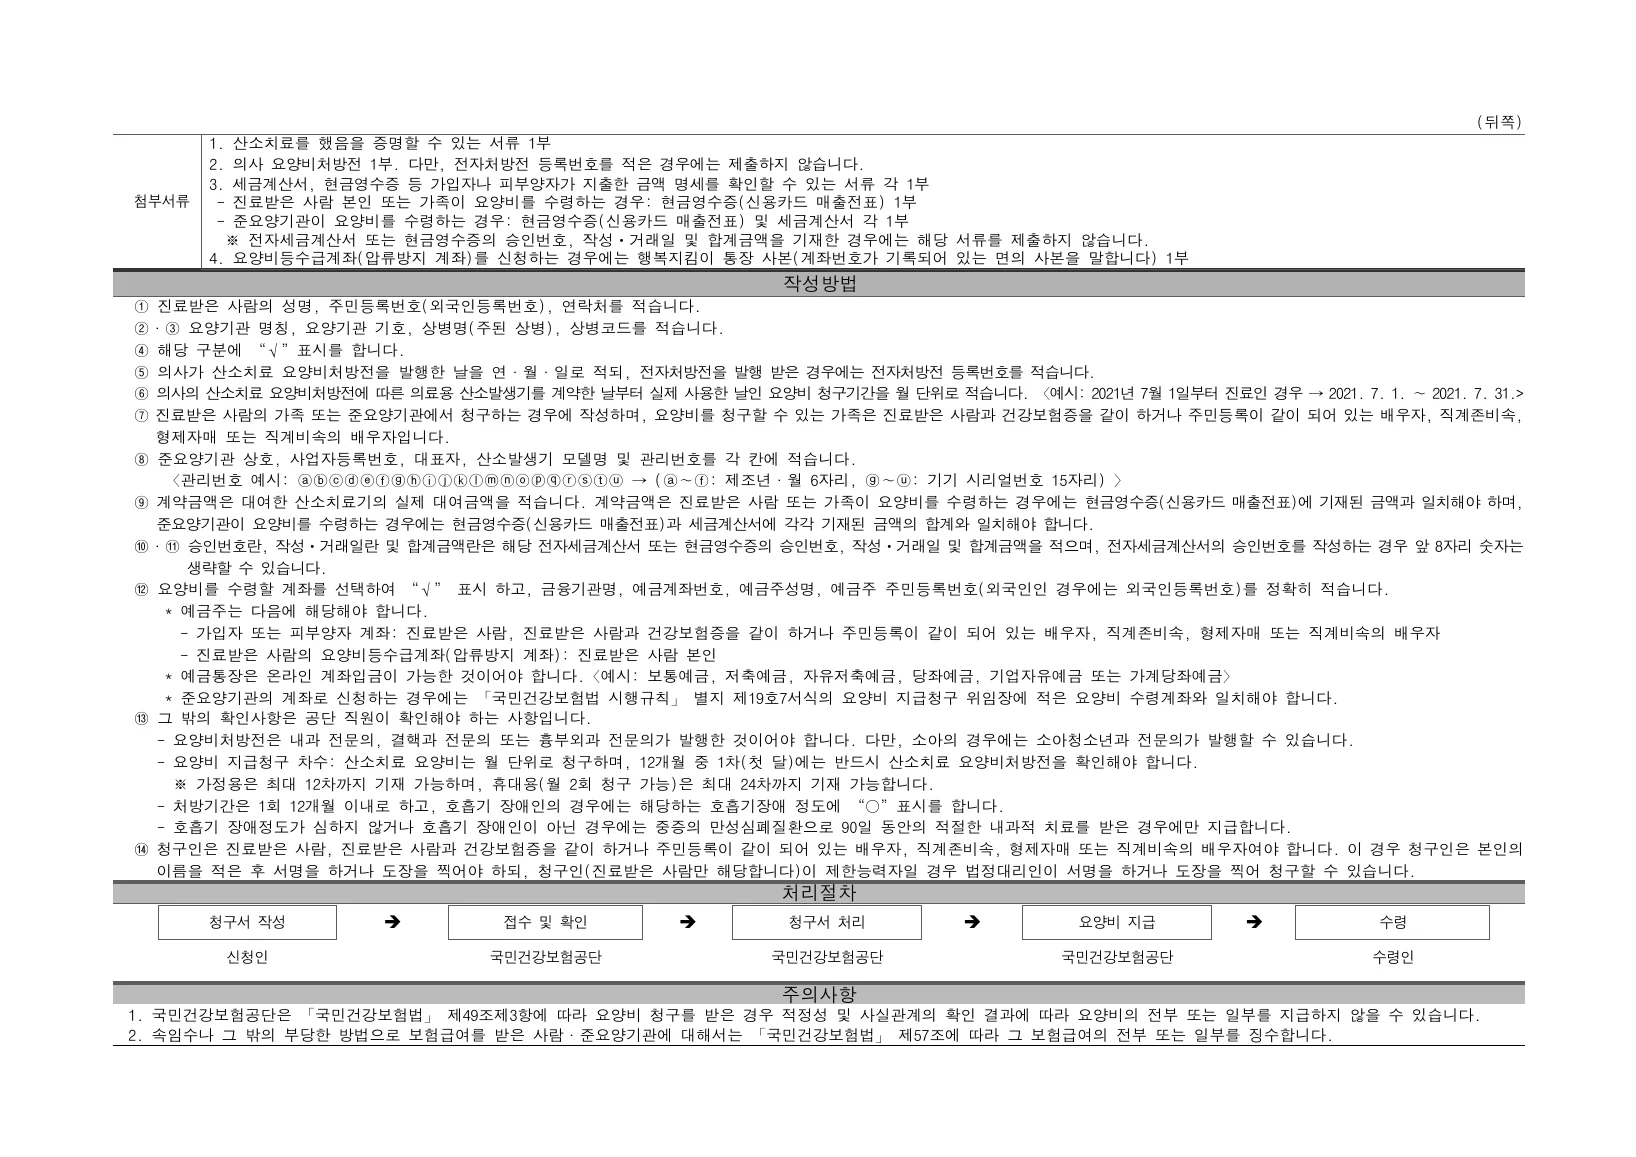 (뒤쪽)
첨부서류
1. 산소치료를 했음을 증명할 수 있는 서류 1부
2. 의사 요양비처방전 1부. 다만, 전자처방전 등록번호를 적은 경우에는 제출하지 않습니다.
3. 세금계산서, 현금영수증 등 가입자나 피부양자가 지출한 금액 명세를 확인할 수 있는 서류 각 1부
- 진료받은 사람 본인 또는 가족이 요양비를 수령하는 경우: 현금영수증(신용카드 매출전표) 1부
- 준요양기관이 요양비를 수령하는 경우: 현금영수증(신용카드 매출전표) 및 세금계산서 각 1부
※ 전자세금계산서 또는 현금영수증의 승인번호, 작성•거래일 및 합계금액을 기재한 경우에는 해당 서류를 제출하지 않습니다.
4. 요양비등수급계좌(압류방지 계좌)를 신청하는 경우에는 행복지킴이 통장 사본(계좌번호가 기록되어 있는 면의 사본을 말합니다) 1부
작성방법
① 진료받은 사람의 성명, 주민등록번호(외국인등록번호), 연락처를 적습니다.
②·③ 요양기관 명칭, 요양기관 기호, 상병명(주된 상병), 상병코드를 적습니다.
④ 해당 구분에 “√”표시를 합니다.
⑤ 의사가 산소치료 요양비처방전을 발행한 날을 연·월·일로 적되, 전자처방전을 발행 받은 경우에는 전자처방전 등록번호를 적습니다.
⑥ 의사의 산소치료 요양비처방전에 따른 의료용 산소발생기를 계약한 날부터 실제 사용한 날인 요양비 청구기간을 월 단위로 적습니다. 〈예시: 2021년 7월 1일부터 진료인 경우 → 2021. 7. 1. ~ 2021. 7. 31.>
⑦ 진료받은 사람의 가족 또는 준요양기관에서 청구하는 경우에 작성하며, 요양비를 청구할 수 있는 가족은 진료받은 사람과 건강보험증을 같이 하거나 주민등록이 같이 되어 있는 배우자, 직계존비속,
형제자매 또는 직계비속의 배우자입니다.
⑧ 준요양기관 상호, 사업자등록번호, 대표자, 산소발생기 모델명 및 관리번호를 각 칸에 적습니다.
〈관리번호 예시: ⓐⓑⓒⓓⓔⓕⓖⓗⓘⓙⓚⓛⓜⓝⓞⓟⓠⓡⓢⓣⓤ → (ⓐ~ⓕ: 제조년·월 6자리, ⓖ~ⓤ: 기기 시리얼번호 15자리) 〉
⑨ 계약금액은 대여한 산소치료기의 실제 대여금액을 적습니다. 계약금액은 진료받은 사람 또는 가족이 요양비를 수령하는 경우에는 현금영수증(신용카드 매출전표)에 기재된 금액과 일치해야 하며,
준요양기관이 요양비를 수령하는 경우에는 현금영수증(신용카드 매출전표)과 세금계산서에 각각 기재된 금액의 합계와 일치해야 합니다.
⑩·⑪ 승인번호란, 작성•거래일란 및 합계금액란은 해당 전자세금계산서 또는 현금영수증의 승인번호, 작성•거래일 및 합계금액을 적으며, 전자세금계산서의 승인번호를 작성하는 경우 앞 8자리 숫자는
생략할 수 있습니다.
⑫ 요양비를 수령할 계좌를 선택하여 “√” 표시 하고, 금융기관명, 예금계좌번호, 예금주성명, 예금주 주민등록번호(외국인인 경우에는 외국인등록번호)를 정확히 적습니다.
* 예금주는 다음에 해당해야 합니다.
- 가입자 또는 피부양자 계좌: 진료받은 사람, 진료받은 사람과 건강보험증을 같이 하거나 주민등록이 같이 되어 있는 배우자, 직계존비속, 형제자매 또는 직계비속의 배우자
- 진료받은 사람의 요양비등수급계좌(압류방지 계좌): 진료받은 사람 본인
* 예금통장은 온라인 계좌입금이 가능한 것이어야 합니다.〈예시: 보통예금, 저축예금, 자유저축예금, 당좌예금, 기업자유예금 또는 가계당좌예금〉
* 준요양기관의 계좌로 신청하는 경우에는 「국민건강보험법 시행규칙」 별지 제19호7서식의 요양비 지급청구 위임장에 적은 요양비 수령계좌와 일치해야 합니다.
⑬ 그 밖의 확인사항은 공단 직원이 확인해야 하는 사항입니다.
- 요양비처방전은 내과 전문의, 결핵과 전문의 또는 흉부외과 전문의가 발행한 것이어야 합니다. 다만, 소아의 경우에는 소아청소년과 전문의가 발행할 수 있습니다.
- 요양비 지급청구 차수: 산소치료 요양비는 월 단위로 청구하며, 12개월 중 1차(첫 달)에는 반드시 산소치료 요양비처방전을 확인해야 합니다.
※ 가정용은 최대 12차까지 기재 가능하며, 휴대용(월 2회 청구 가능)은 최대 24차까지 기재 가능합니다.
- 처방기간은 1회 12개월 이내로 하고, 호흡기 장애인의 경우에는 해당하는 호흡기장애 정도에 “○”표시를 합니다.
- 호흡기 장애정도가 심하지 않거나 호흡기 장애인이 아닌 경우에는 중증의 만성심폐질환으로 90일 동안의 적절한 내과적 치료를 받은 경우에만 지급합니다.
⑭ 청구인은 진료받은 사람, 진료받은 사람과 건강보험증을 같이 하거나 주민등록이 같이 되어 있는 배우자, 직계존비속, 형제자매 또는 직계비속의 배우자여야 합니다. 이 경우 청구인은 본인의
이름을 적은 후 서명을 하거나 도장을 찍어야 하되, 청구인(진료받은 사람만 해당합니다)이 제한능력자일 경우 법정대리인이 서명을 하거나 도장을 찍어 청구할 수 있습니다.
처리절차
청구서 작성 ➔ 접수 및 확인 ➔ 청구서 처리 ➔ 요양비 지급 ➔ 수령
신청인 국민건강보험공단 국민건강보험공단 국민건강보험공단 수령인
주의사항
1. 국민건강보험공단은 「국민건강보험법」 제49조제3항에 따라 요양비 청구를 받은 경우 적정성 및 사실관계의 확인 결과에 따라 요양비의 전부 또는 일부를 지급하지 않을 수 있습니다.
2. 속임수나 그 밖의 부당한 방법으로 보험급여를 받은 사람·준요양기관에 대해서는 「국민건강보험법」 제57조에 따라 그 보험급여의 전부 또는 일부를 징수합니다.